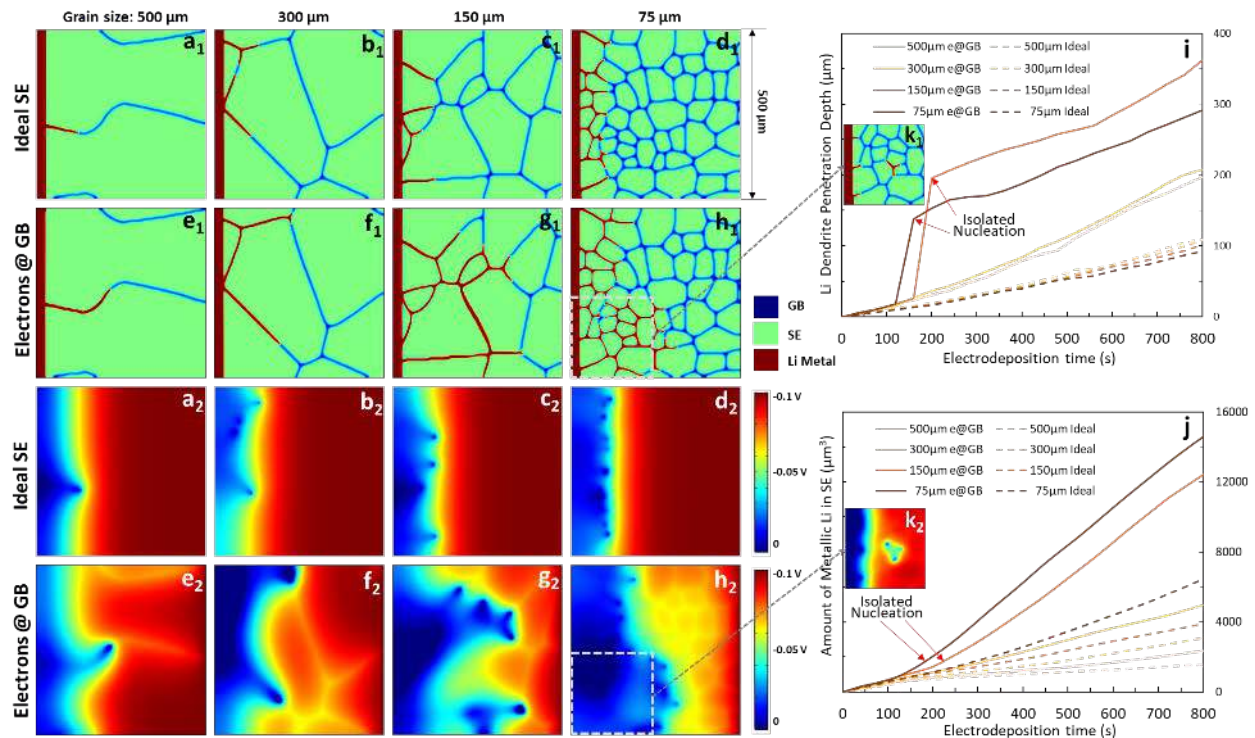 Grain size: 500 µm 300 µm 150 µm 75 µm
Ideal SE
a1 b1 c1 d1
500 µm
Electrons @ GB
e1 f1 g1 h1
GB
SE
Li Metal
Ideal SE
a2 b2 c2 d2
-0.1 V
-0.05 V
0
Electrons @ GB
e2 f2 g2 h2
-0.1 V
-0.05 V
0
i
500µm e@GB 500µm Ideal
300µm e@GB 300µm Ideal
150µm e@GB 150µm Ideal
75µm e@GB 75µm Ideal
k1
Isolated
Nucleation
Li Dendrite Penetration Depth (µm)
400
300
200
100
0
0 100 200 300 400 500 600 700 800
Electrodeposition time (s)
j
500µm e@GB 500µm Ideal
300µm e@GB 300µm Ideal
150µm e@GB 150µm Ideal
75µm e@GB 75µm Ideal
k2
Isolated
Nucleation
Amount of Metallic Li in SE (µm³)
16000
12000
8000
4000
0
0 100 200 300 400 500 600 700 800
Electrodeposition time (s)